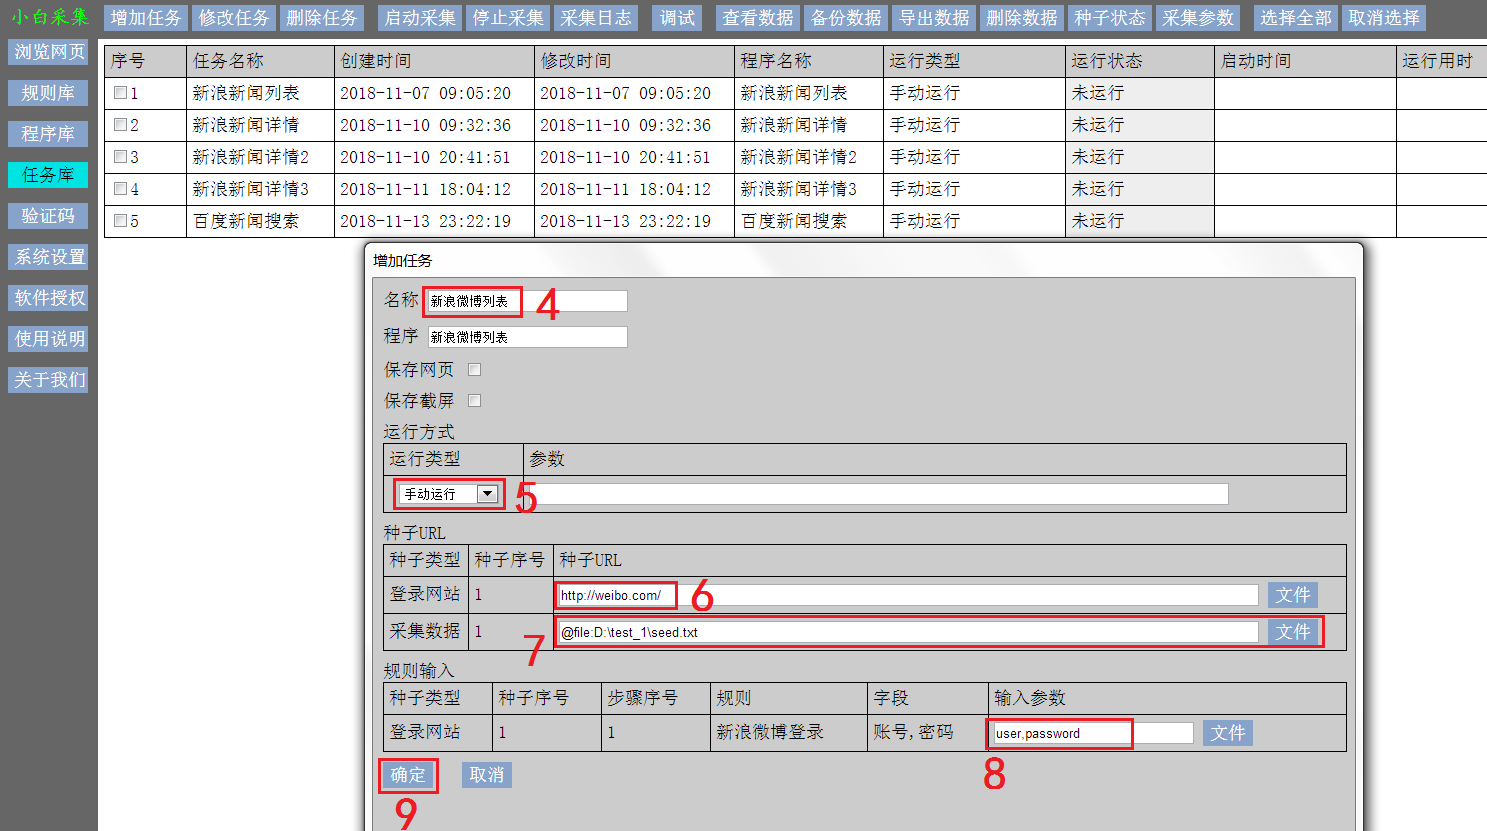 小白采集 增加任务 修改任务 删除任务 启动采集 停止采集 采集日志 调试 查看数据 备份数据 导出数据 删除数据 种子状态 采集参数 选择全部 取消选择
浏览网页
规则库
程序库
任务库
验证码
系统设置
软件授权
使用说明
关于我们
序号 任务名称 创建时间 修改时间 程序名称 运行类型 运行状态 启动时间 运行用时
1 新浪新闻列表 2018-11-07 09:05:20 2018-11-07 09:05:20 新浪新闻列表 手动运行 未运行
2 新浪新闻详情 2018-11-10 09:32:36 2018-11-10 09:32:36 新浪新闻详情 手动运行 未运行
3 新浪新闻详情2 2018-11-10 20:41:51 2018-11-10 20:41:51 新浪新闻详情2 手动运行 未运行
4 新浪新闻详情3 2018-11-11 18:04:12 2018-11-11 18:04:12 新浪新闻详情3 手动运行 未运行
5 百度新闻搜索 2018-11-13 23:22:19 2018-11-13 23:22:19 百度新闻搜索 手动运行 未运行
增加任务
名称 新浪微博列表 4
程序 新浪微博列表
保存网页
保存截屏
运行方式
运行类型 参数
手动运行 5
种子URL
种子类型 种子序号 种子URL
登录网站 1 http://weibo.com/ 6 文件
采集数据 1 7 @file:D:\test_1\seed.txt 文件
规则输入
种子类型 种子序号 步骤序号 规则 字段 输入参数
登录网站 1 1 新浪微博登录 账号,密码 user,password 文件
8
确定 取消
9